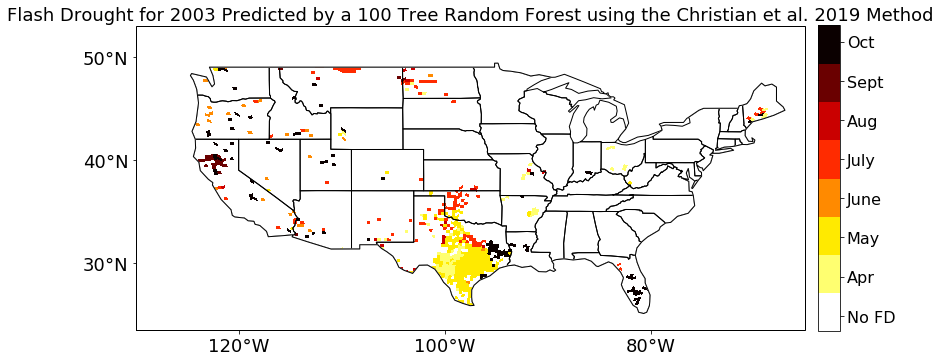 Flash Drought for 2003 Predicted by a 100 Tree Random Forest using the Christian et al. 2019 Method
50°N
40°N
30°N
120°W
100°W
80°W
Oct
Sept
Aug
July
June
May
Apr
No FD